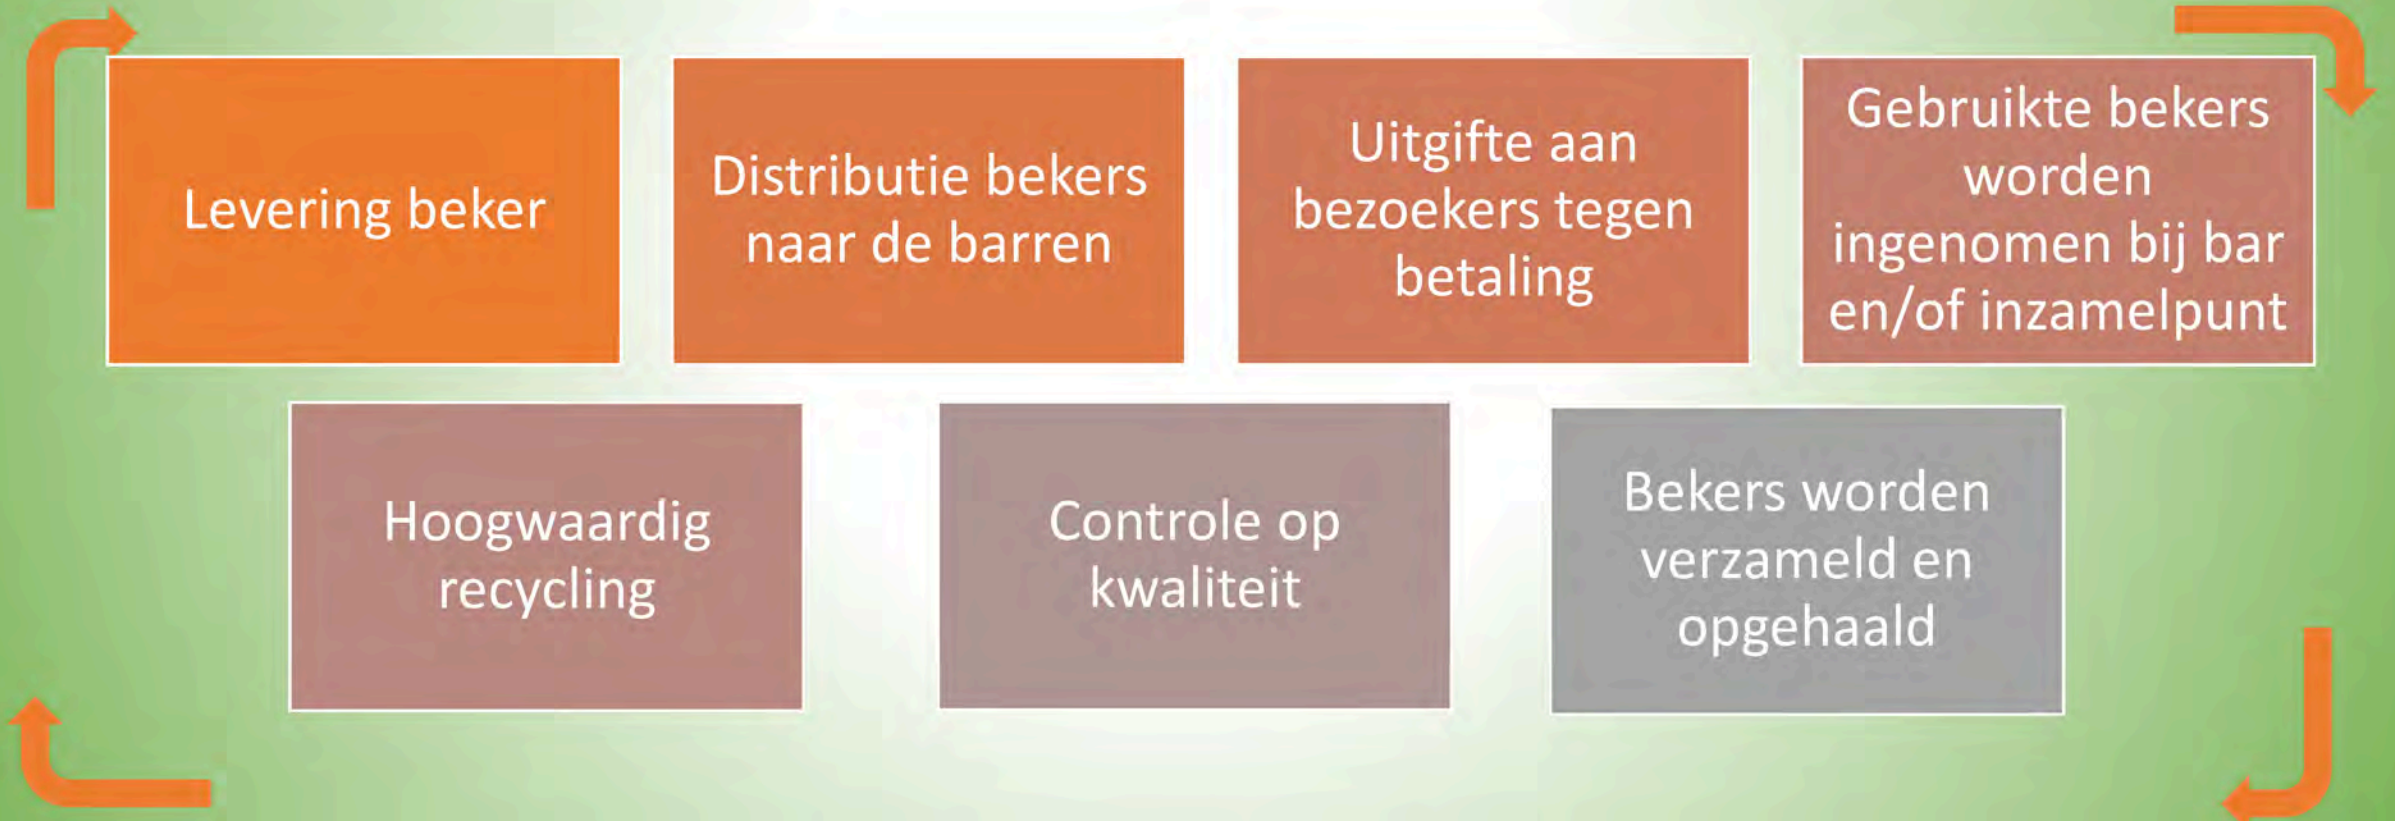 Levering beker
Distributie bekers
naar de barren
Uitgifte aan
bezoekers tegen
betaling
Gebruikte bekers
worden
ingenomen bij bar
en/of inzamelpunt
Hoogwaardig
recycling
Controle op
kwaliteit
Bekers worden
verzameld en
opgehaald